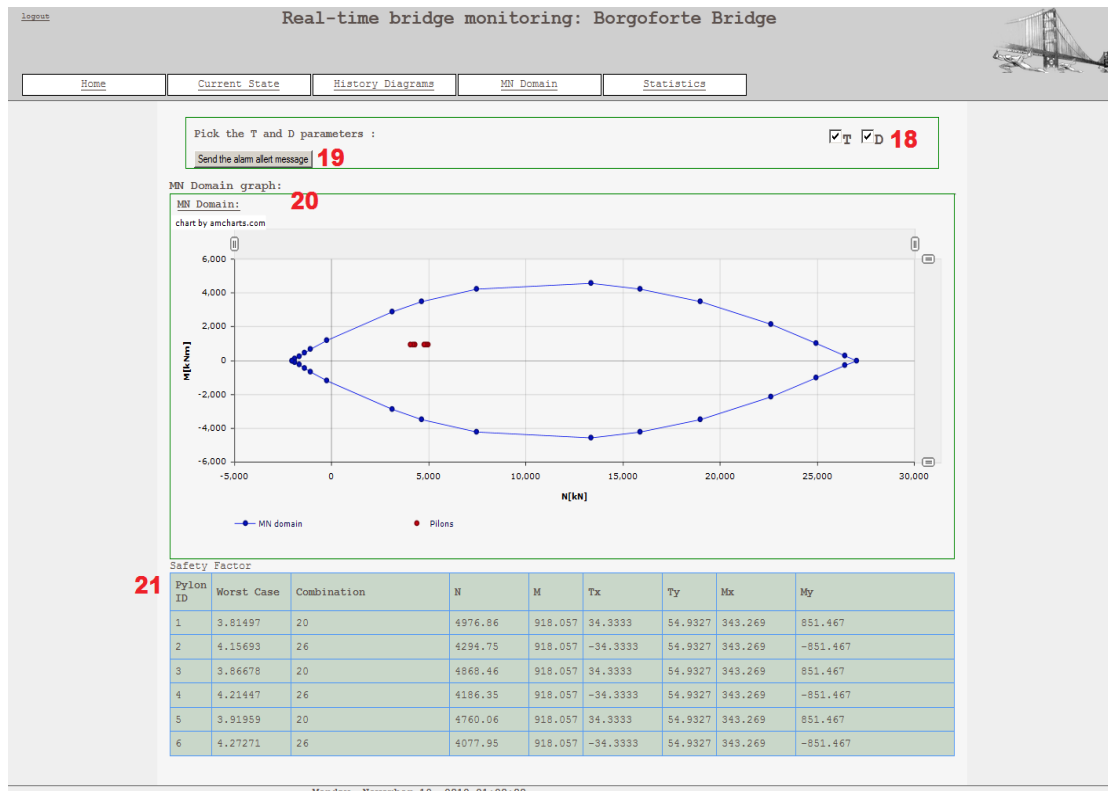 logout
Real-time bridge monitoring: Borgoforte Bridge
Home Current State History Diagrams MN Domain Statistics
Pick the T and D parameters :
T D 18
Send the alarm allert message 19
MN Domain graph:
MN Domain: 20
chart by amcharts.com
6,000
4,000
2,000
0
-2,000
-4,000
-6,000
M[kNm]
-5,000 0 5,000 10,000 15,000 20,000 25,000 30,000
N[kN]
MN domain Pilons
Safety Factor
21
Pylon ID Worst Case Combination N M Tx Ty Mx My
1 3.81497 20 4976.86 918.057 34.3333 54.9327 343.269 851.467
2 4.15693 26 4294.75 918.057 -34.3333 54.9327 343.269 -851.467
3 3.86678 20 4868.46 918.057 34.3333 54.9327 343.269 851.467
4 4.21447 26 4186.35 918.057 -34.3333 54.9327 343.269 -851.467
5 3.91959 20 4760.06 918.057 34.3333 54.9327 343.269 851.467
6 4.27271 26 4077.95 918.057 -34.3333 54.9327 343.269 -851.467